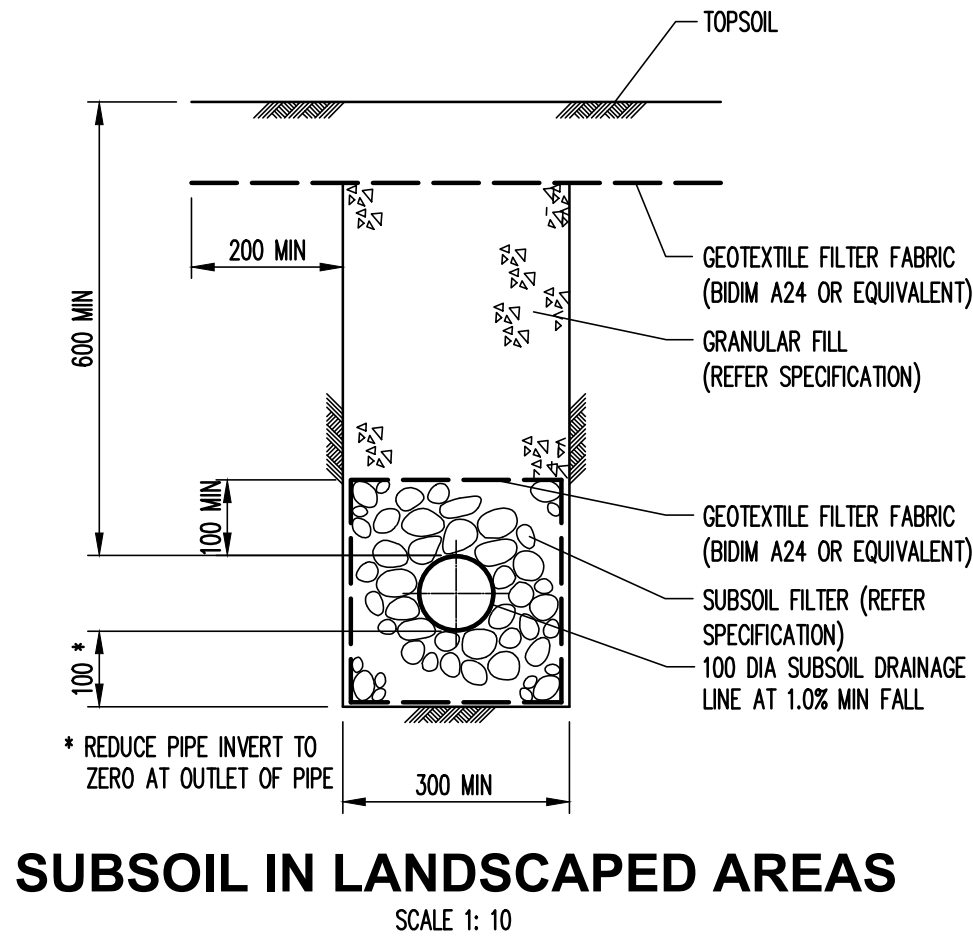 TOPSOIL
200 MIN
600 MIN
GEOTEXTILE FILTER FABRIC
(BIDIM A24 OR EQUIVALENT)
GRANULAR FILL
(REFER SPECIFICATION)
100 MIN
GEOTEXTILE FILTER FABRIC
(BIDIM A24 OR EQUIVALENT)
SUBSOIL FILTER (REFER
SPECIFICATION)
100 DIA SUBSOIL DRAINAGE
LINE AT 1.0% MIN FALL
100 *
* REDUCE PIPE INVERT TO
ZERO AT OUTLET OF PIPE
300 MIN
SUBSOIL IN LANDSCAPED AREAS
SCALE 1: 10